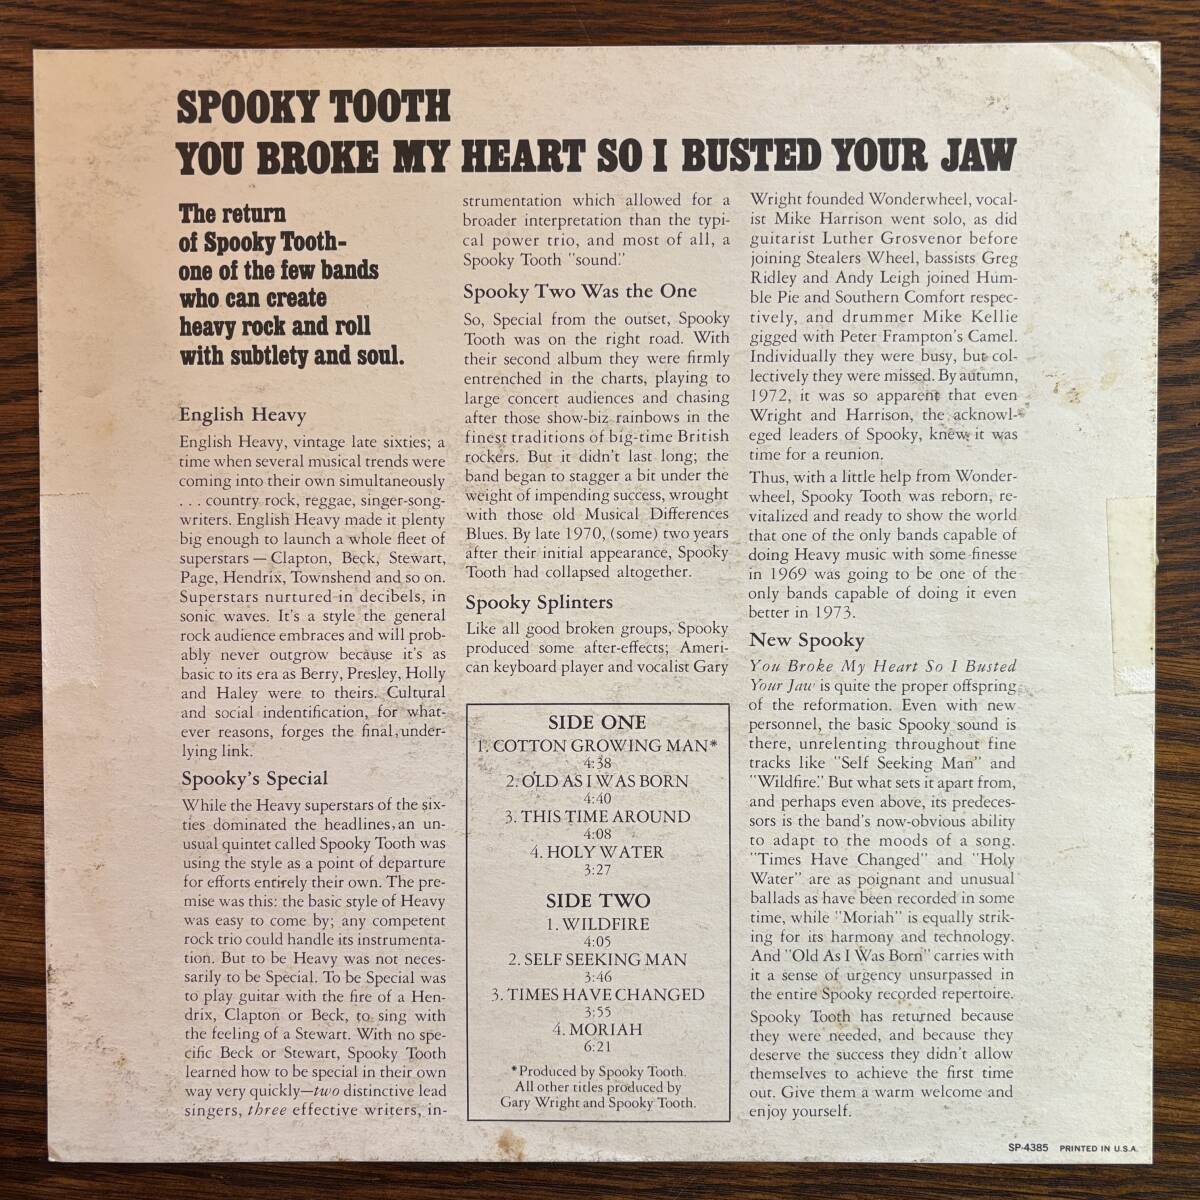 SPOOKY TOOTH
YOU BROKE MY HEART SO I BUSTED YOUR JAW
The return
of Spooky Tooth-
one of the few bands
who can create
heavy rock and roll
with subtlety and soul.
English Heavy
English Heavy, vintage late sixties; a
time when several musical trends were
coming into their own simultaneously
. . . country rock, reggae, singer-song-
writers. English Heavy made it plenty
big enough to launch a whole fleet of
superstars — Clapton, Beck, Stewart,
Page, Hendrix, Townshend and so on.
Superstars nurtured in decibels, in
sonic waves. It's a style the general
rock audience embraces and will prob-
ably never outgrow because it's as
basic to its era as Berry, Presley, Holly
and Haley were to theirs. Cultural
and social indentification, for what-
ever reasons, forges the final, under-
lying link.
Spooky's Special
While the Heavy superstars of the six-
ties dominated the headlines, an un-
usual quintet called Spooky Tooth was
using the style as a point of departure
for efforts entirely their own. The pre-
mise was this: the basic style of Heavy
was easy to come by; any competent
rock trio could handle its instrumenta-
tion. But to be Heavy was not neces-
sarily to be Special. To be Special was
to play guitar with the fire of a Hen-
drix, Clapton or Beck, to sing with
the feeling of a Stewart. With no spe-
cific Beck or Stewart, Spooky Tooth
learned how to be special in their own
way very quickly—two distinctive lead
singers, three effective writers, in-
strumentation which allowed for a
broader interpretation than the typi-
cal power trio, and most of all, a
Spooky Tooth "sound."
Spooky Two Was the One
So, Special from the outset, Spooky
Tooth was on the right road. With
their second album they were firmly
entrenched in the charts, playing to
large concert audiences and chasing
after those show-biz rainbows in the
finest traditions of big-time British
rockers. But it didn't last long; the
band began to stagger a bit under the
weight of impending success, wrought
with those old Musical Differences
Blues. By late 1970, (some) two years
after their initial appearance, Spooky
Tooth had collapsed altogether.
Spooky Splinters
Like all good broken groups, Spooky
produced some after-effects; Ameri-
can keyboard player and vocalist Gary
Wright founded Wonderwheel, vocal-
ist Mike Harrison went solo, as did
guitarist Luther Grosvenor before
joining Stealers Wheel, bassists Greg
Ridley and Andy Leigh joined Hum-
ble Pie and Southern Comfort respec-
tively, and drummer Mike Kellie
gigged with Peter Frampton's Camel.
Individually they were busy, but col-
lectively they were missed. By autumn,
1972, it was so apparent that even
Wright and Harrison, the acknowl-
eged leaders of Spooky, knew it was
time for a reunion.
Thus, with a little help from Wonder-
wheel, Spooky Tooth was reborn, re-
vitalized and ready to show the world
that one of the only bands capable of
doing Heavy music with some finesse
in 1969 was going to be one of the
only bands capable of doing it even
better in 1973.
New Spooky
You Broke My Heart So I Busted
Your Jaw is quite the proper offspring
of the reformation. Even with new
personnel, the basic Spooky sound is
there, unrelenting throughout fine
tracks like "Self Seeking Man" and
"Wildfire." But what sets it apart from,
and perhaps even above, its predeces-
sors is the band's now-obvious ability
to adapt to the moods of a song.
"Times Have Changed" and "Holy
Water" are as poignant and unusual
ballads as have been recorded in some
time, while "Moriah" is equally strik-
ing for its harmony and technology.
And "Old As I Was Born" carries with
it a sense of urgency unsurpassed in
the entire Spooky recorded repertoire.
Spooky Tooth has returned because
they were needed, and because they
deserve the success they didn't allow
themselves to achieve the first time
out. Give them a warm welcome and
enjoy yourself.
SIDE ONE
1. COTTON GROWING MAN*
4:38
2. OLD AS I WAS BORN
4:40
3. THIS TIME AROUND
4:08
4. HOLY WATER
3:27
SIDE TWO
1. WILDFIRE
4:05
2. SELF SEEKING MAN
3:46
3. TIMES HAVE CHANGED
3:55
4. MORIAH
6:21
*Produced by Spooky Tooth.
All other titles produced by
Gary Wright and Spooky Tooth.
SP-4385 PRINTED IN U.S.A.